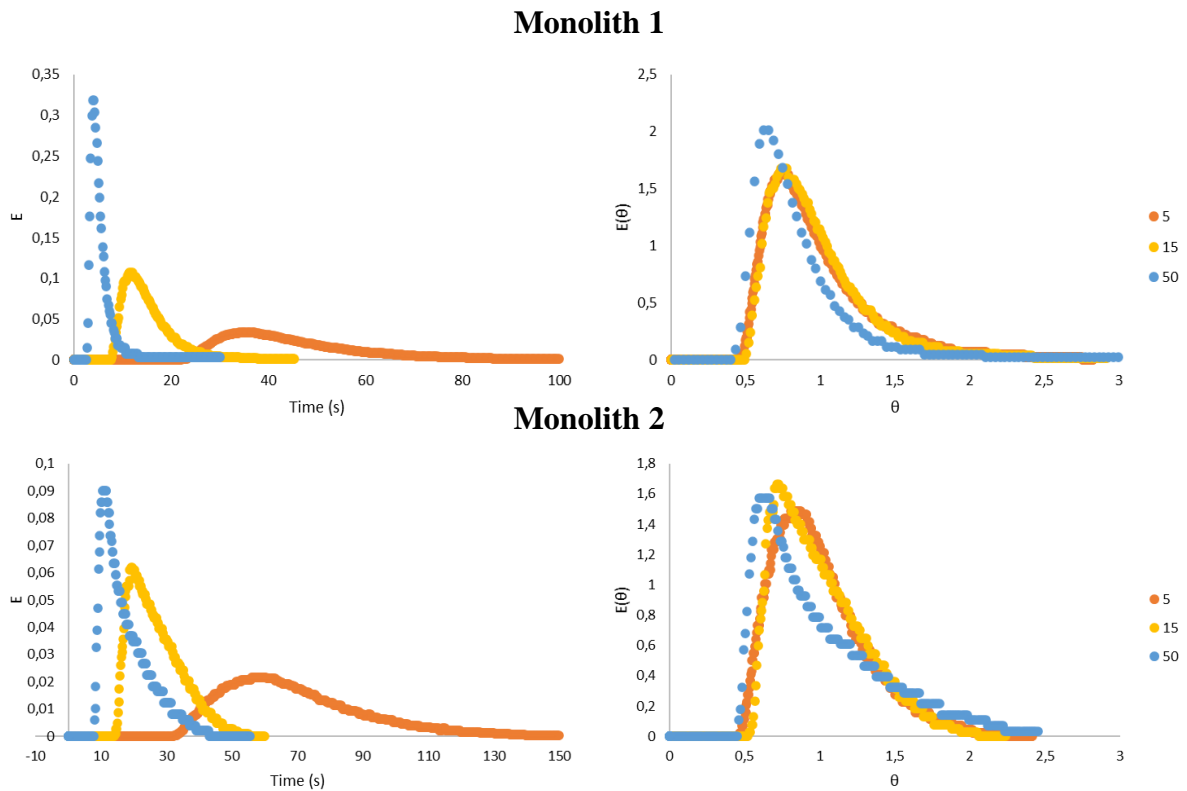 Monolith 1
0,35
0,3
0,25
0,2
0,15
0,1
0,05
0
E
0 20 40 60 80 100
Time (s)
2,5
2
1,5
1
0,5
0
E(θ)
0 0,5 1 1,5 2 2,5 3
θ
5
15
50
Monolith 2
0,1
0,09
0,08
0,07
0,06
0,05
0,04
0,03
0,02
0,01
0
E
-10 10 30 50 70 90 110 130 150
Time (s)
1,8
1,6
1,4
1,2
1
0,8
0,6
0,4
0,2
0
E(θ)
0 0,5 1 1,5 2 2,5 3
θ
5
15
50